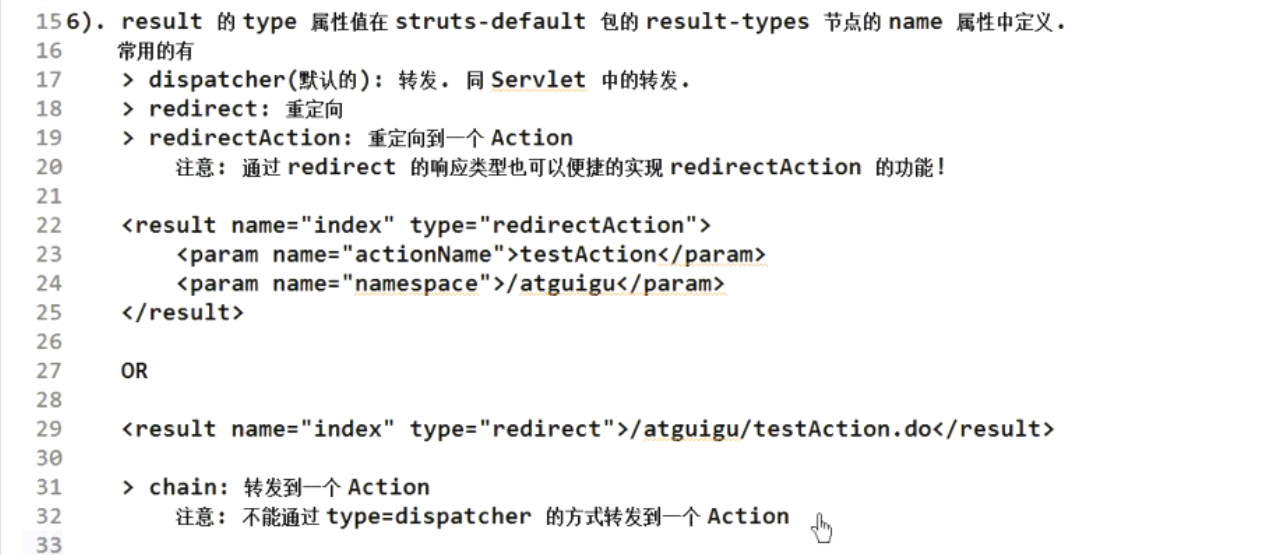 15 6). result 的 type 属性值在 struts-default 包的 result-types 节点的 name 属性中定义.
16 常用的有
17 > dispatcher(默认的): 转发. 同 Servlet 中的转发.
18 > redirect: 重定向
19 > redirectAction: 重定向到一个 Action
20 注意: 通过 redirect 的响应类型也可以便捷的实现 redirectAction 的功能!
21
22 <result name="index" type="redirectAction">
23 <param name="actionName">testAction</param>
24 <param name="namespace">/atguigu</param>
25 </result>
26
27 OR
28
29 <result name="index" type="redirect">/atguigu/testAction.do</result>
30
31 > chain: 转发到一个 Action
32 注意: 不能通过 type=dispatcher 的方式转发到一个 Action
33